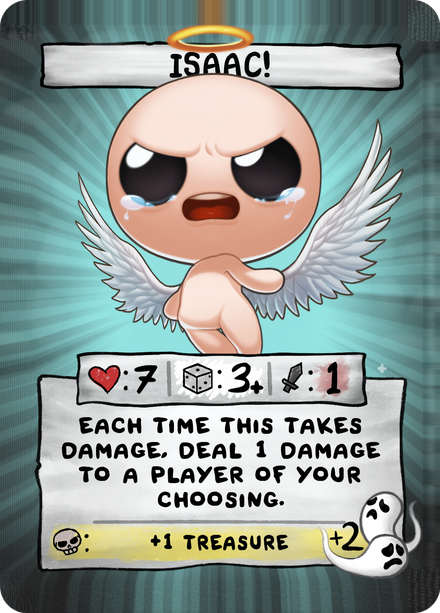 ISAAC!
:7 :3+ :1
EACH TIME THIS TAKES
DAMAGE, DEAL 1 DAMAGE
TO A PLAYER OF YOUR
CHOOSING.
: +1 TREASURE +2